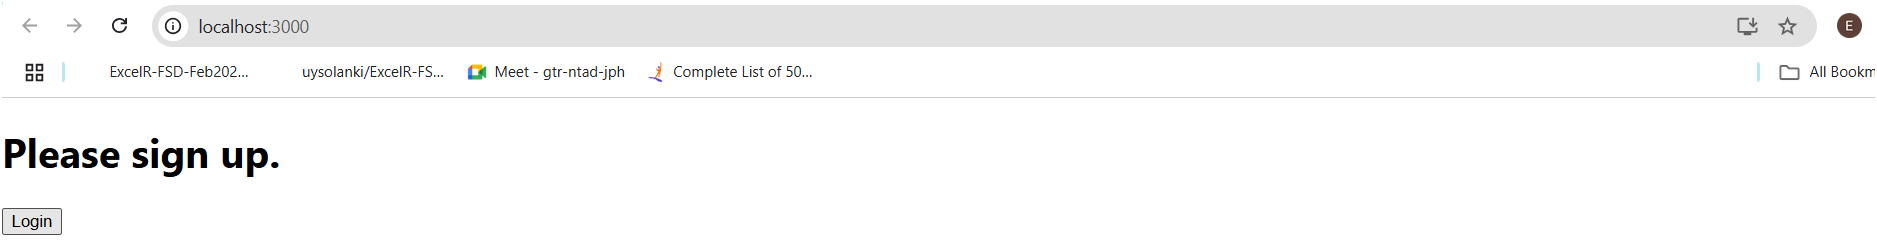 localhost:3000
E
ExcelR-FSD-Feb202... uysolanki/ExcelR-FS... Meet - gtr-ntad-jph Complete List of 50... All Bookm
Please sign up.
Login